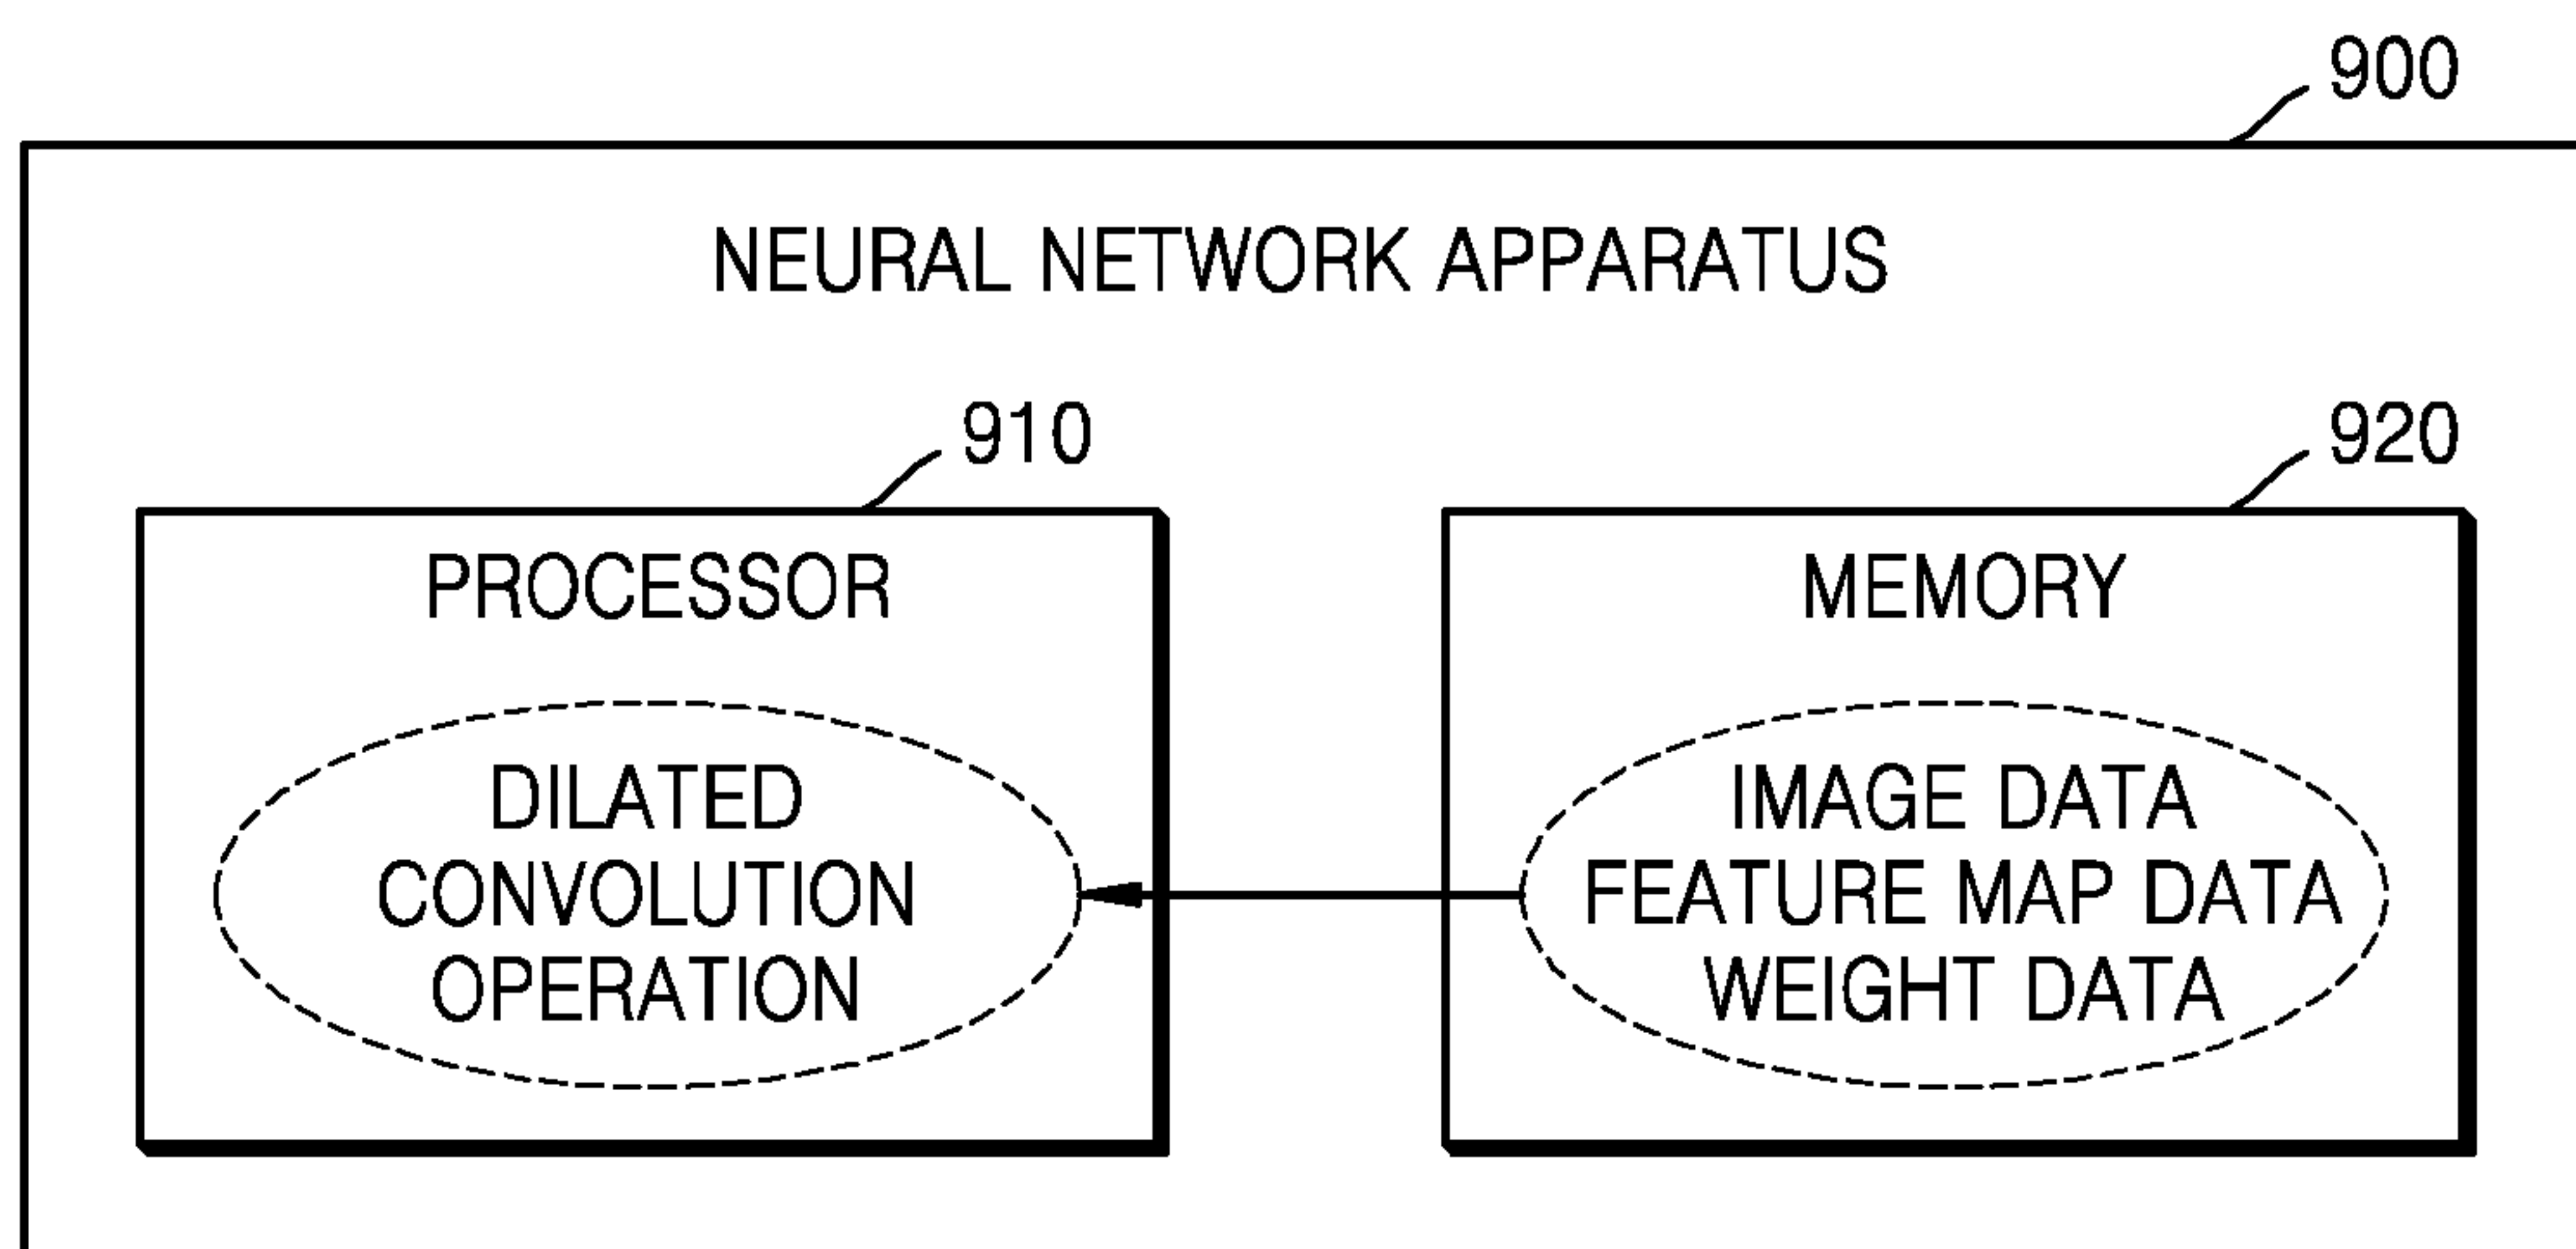 900
NEURAL NETWORK APPARATUS
910
920
PROCESSOR
DILATED
CONVOLUTION
OPERATION
MEMORY
IMAGE DATA
FEATURE MAP DATA
WEIGHT DATA